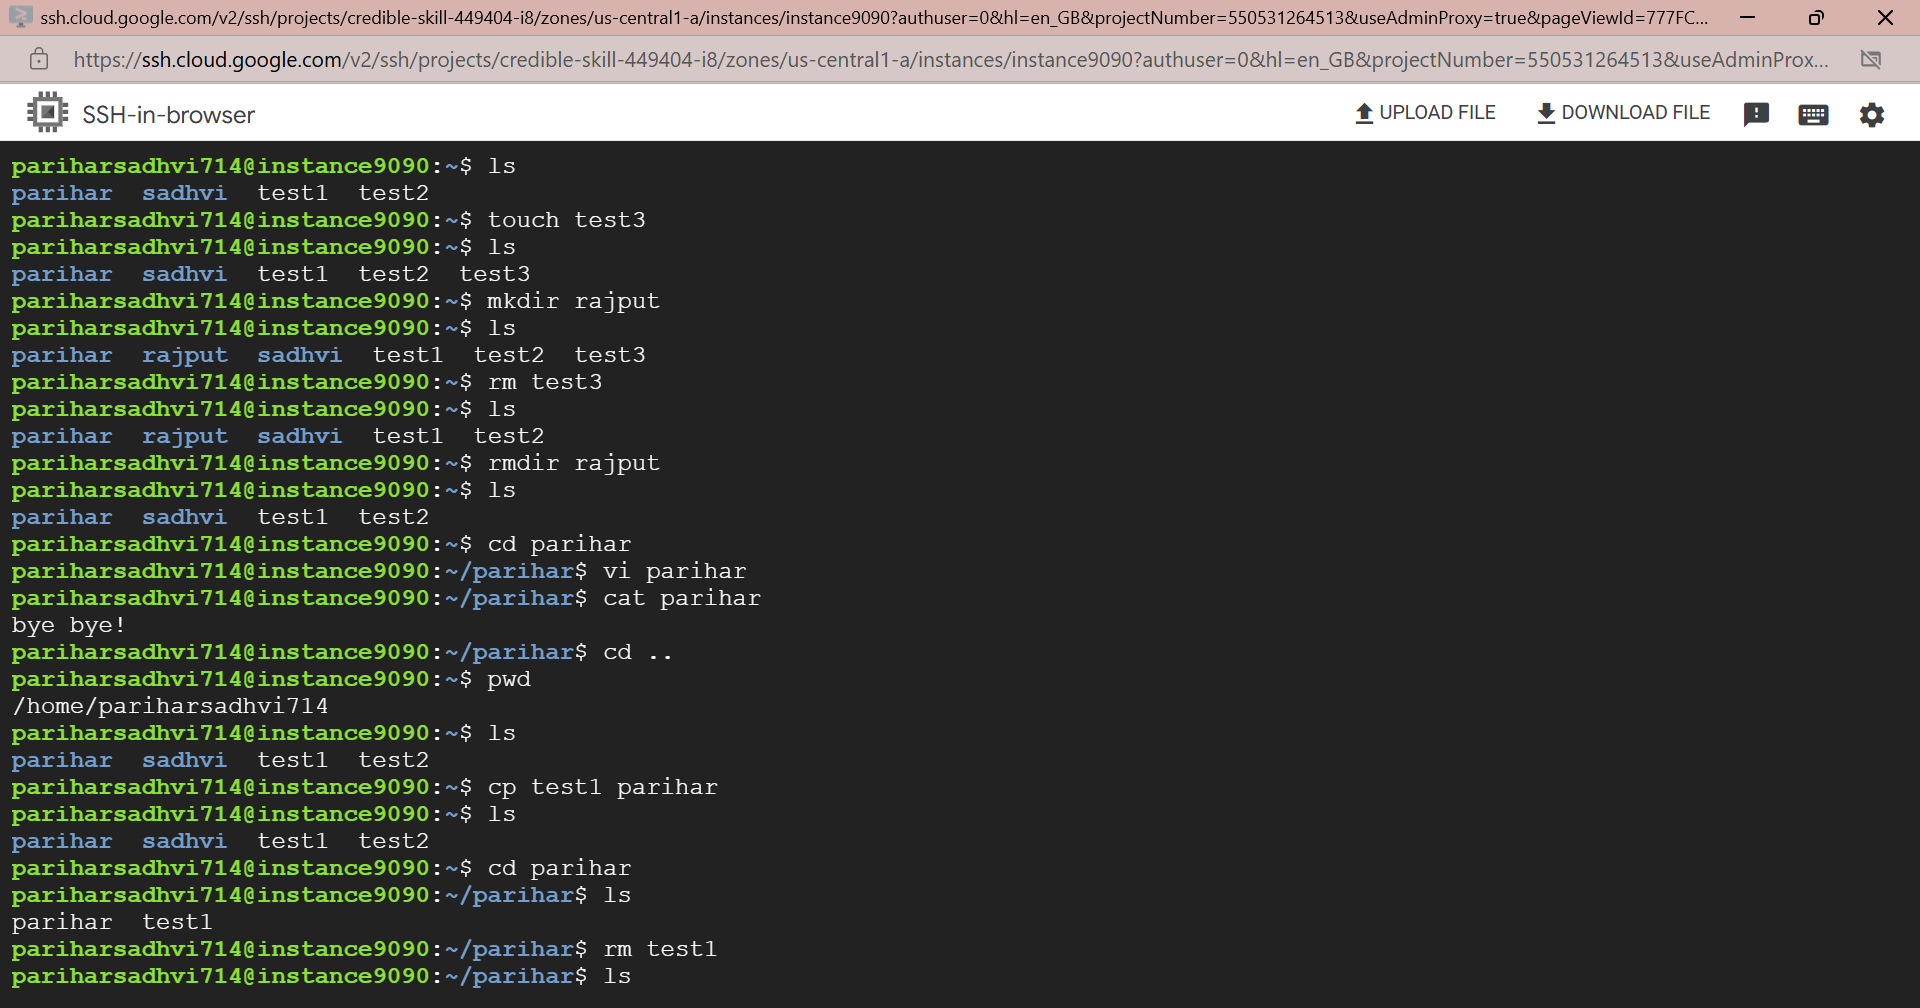 ssh.cloud.google.com/v2/ssh/projects/credible-skill-449404-i8/zones/us-central1-a/instances/instance9090?authuser=0&hl=en_GB&projectNumber=550531264513&useAdminProxy=true&pageViewId=777FC...
https://ssh.cloud.google.com/v2/ssh/projects/credible-skill-449404-i8/zones/us-central1-a/instances/instance9090?authuser=0&hl=en_GB&projectNumber=550531264513&useAdminProx...
SSH-in-browser UPLOAD FILE DOWNLOAD FILE
pariharsadhvi714@instance9090:~$ ls
parihar  sadhvi  test1  test2
pariharsadhvi714@instance9090:~$ touch test3
pariharsadhvi714@instance9090:~$ ls
parihar  sadhvi  test1  test2  test3
pariharsadhvi714@instance9090:~$ mkdir rajput
pariharsadhvi714@instance9090:~$ ls
parihar  rajput  sadhvi  test1  test2  test3
pariharsadhvi714@instance9090:~$ rm test3
pariharsadhvi714@instance9090:~$ ls
parihar  rajput  sadhvi  test1  test2
pariharsadhvi714@instance9090:~$ rmdir rajput
pariharsadhvi714@instance9090:~$ ls
parihar  sadhvi  test1  test2
pariharsadhvi714@instance9090:~$ cd parihar
pariharsadhvi714@instance9090:~/parihar$ vi parihar
pariharsadhvi714@instance9090:~/parihar$ cat parihar
bye bye!
pariharsadhvi714@instance9090:~/parihar$ cd ..
pariharsadhvi714@instance9090:~$ pwd
/home/pariharsadhvi714
pariharsadhvi714@instance9090:~$ ls
parihar  sadhvi  test1  test2
pariharsadhvi714@instance9090:~$ cp test1 parihar
pariharsadhvi714@instance9090:~$ ls
parihar  sadhvi  test1  test2
pariharsadhvi714@instance9090:~$ cd parihar
pariharsadhvi714@instance9090:~/parihar$ ls
parihar  test1
pariharsadhvi714@instance9090:~/parihar$ rm test1
pariharsadhvi714@instance9090:~/parihar$ ls